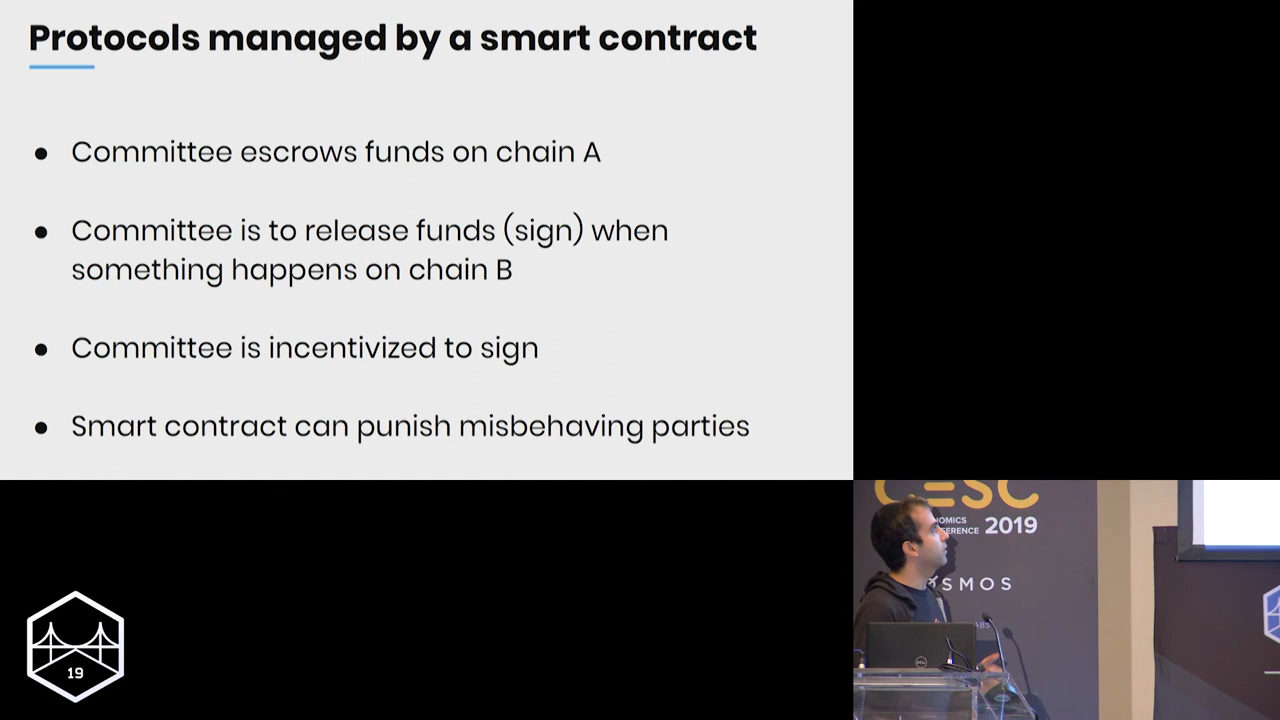 Protocols managed by a smart contract
● Committee escrows funds on chain A
● Committee is to release funds (sign) when
something happens on chain B
● Committee is incentivized to sign
● Smart contract can punish misbehaving parties
CESC
2019
19